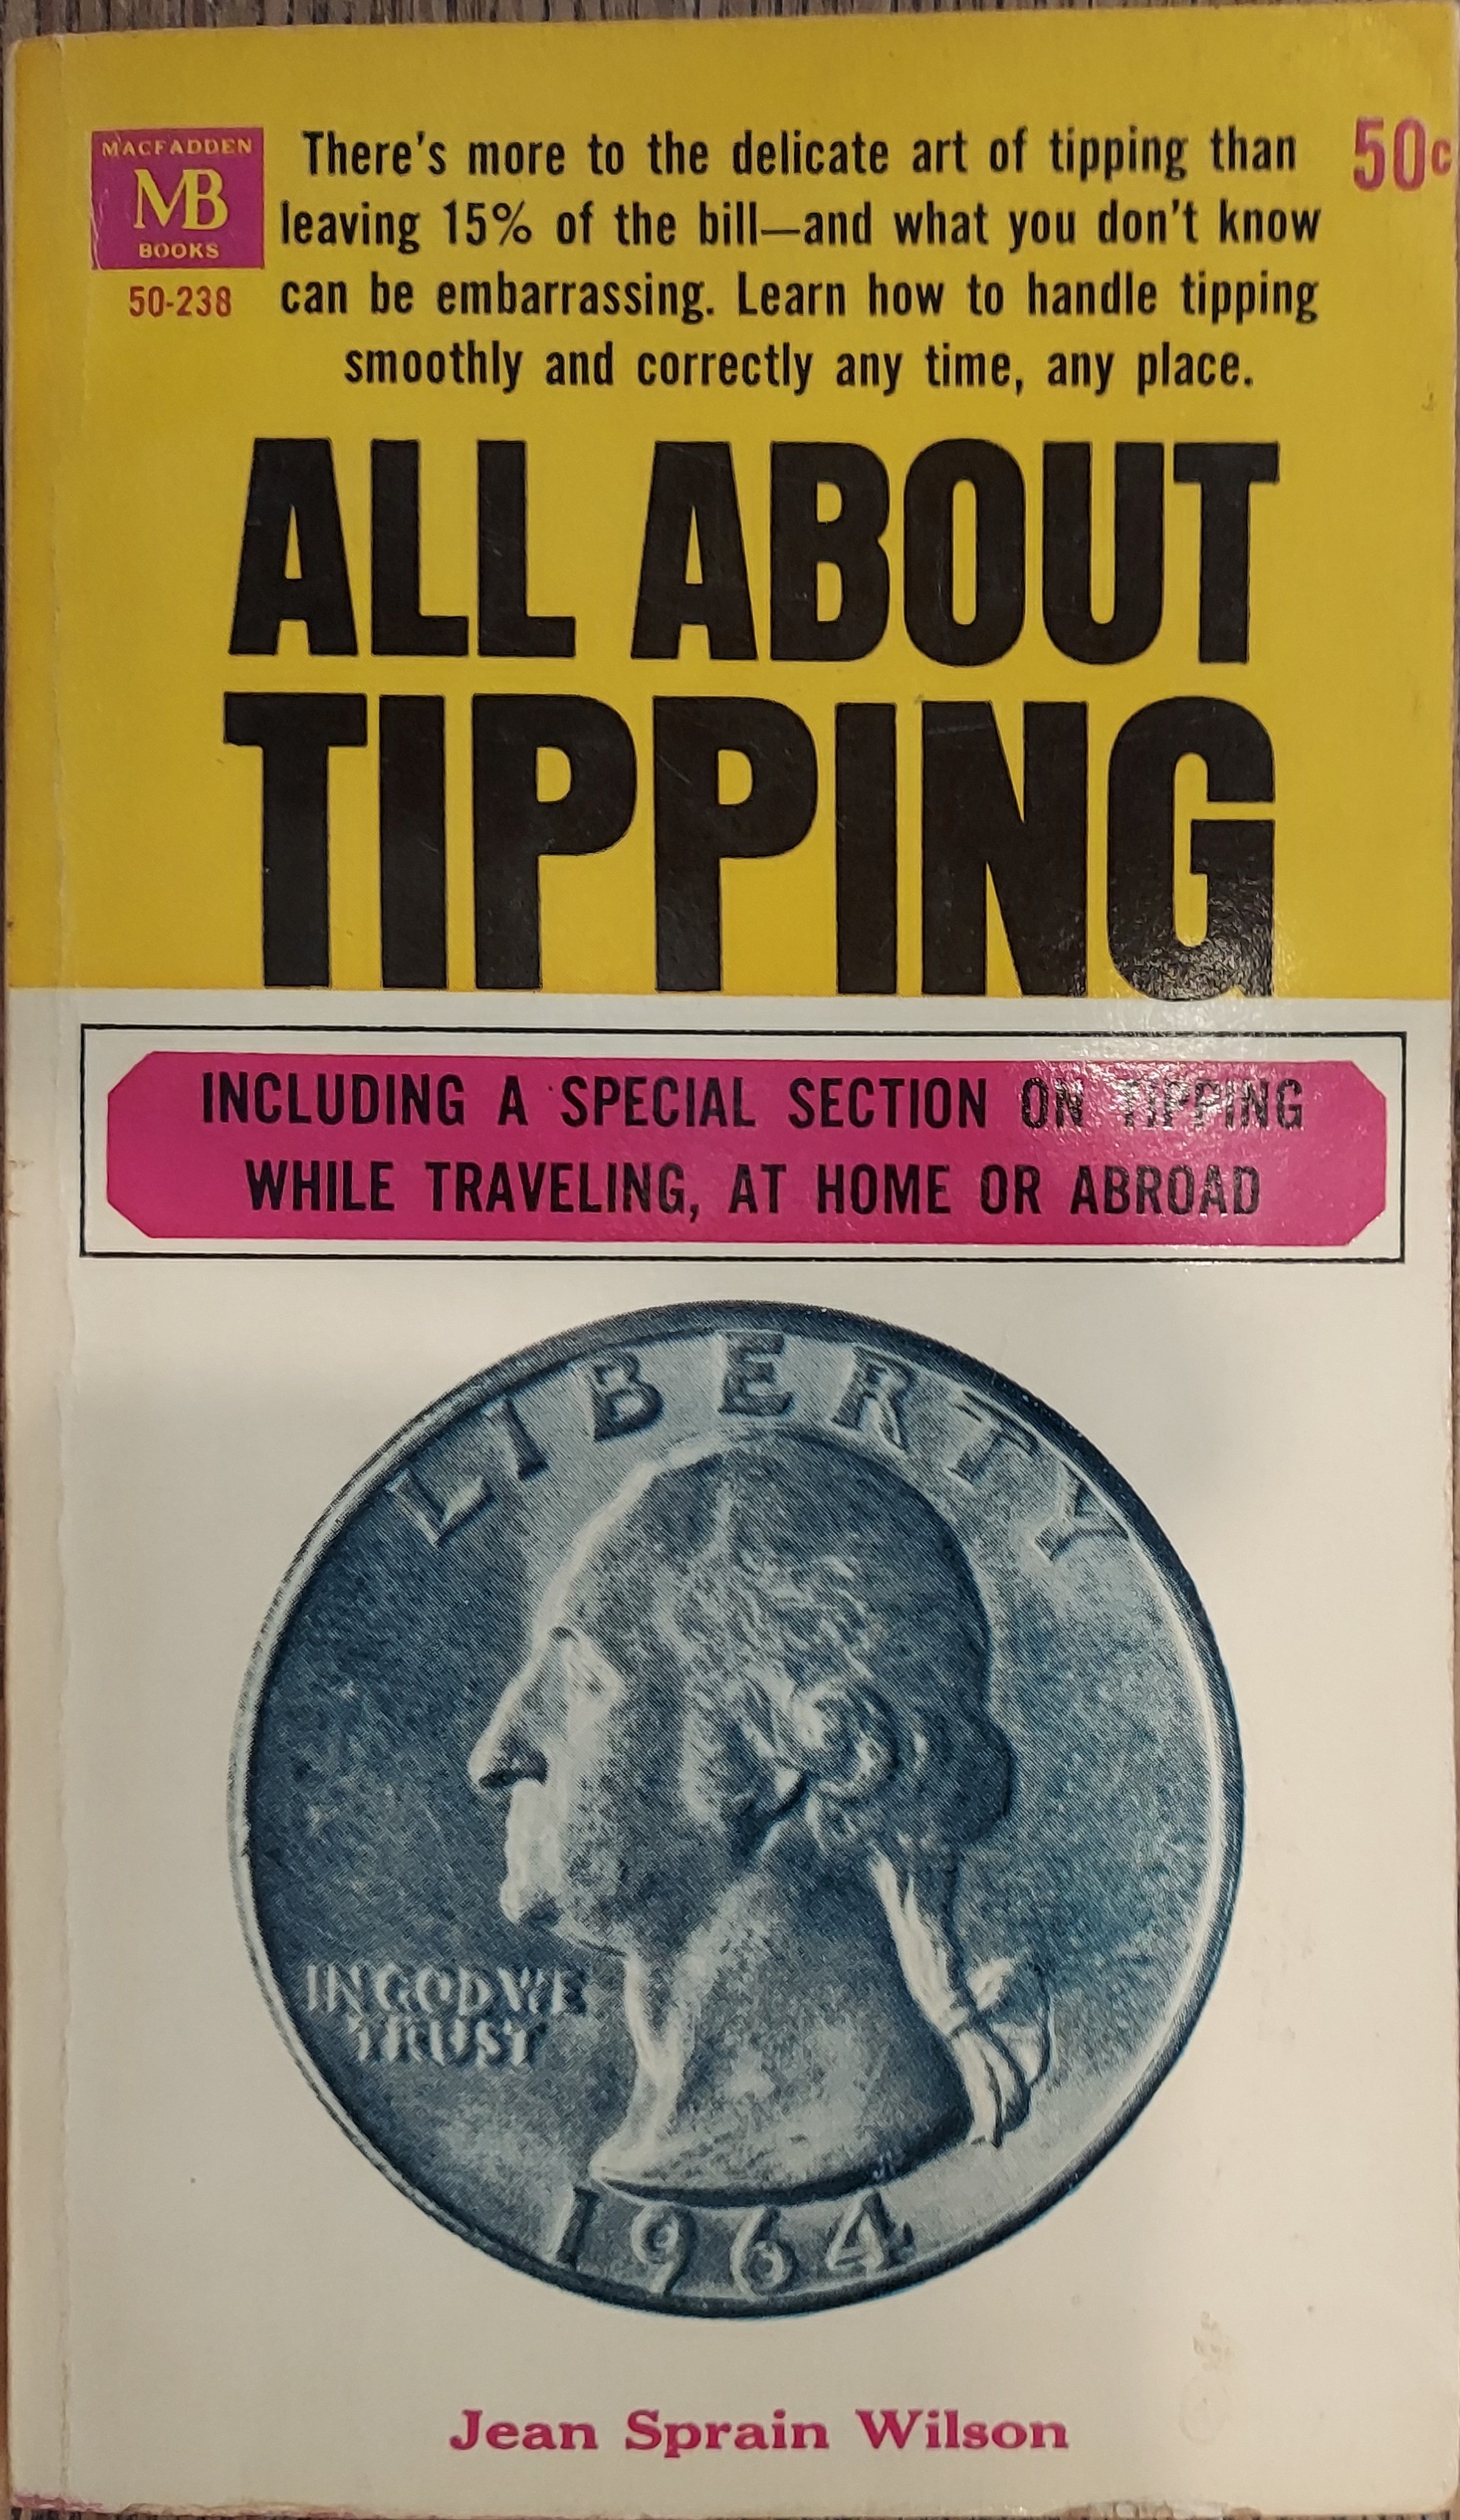 MACFADDEN
MB
BOOKS
50-238
There's more to the delicate art of tipping than
leaving 15% of the bill—and what you don't know
can be embarrassing. Learn how to handle tipping
smoothly and correctly any time, any place.
50c
ALL ABOUT
TIPPING
INCLUDING A SPECIAL SECTION ON TIPPING
WHILE TRAVELING, AT HOME OR ABROAD
LIBERTY
IN GOD WE
TRUST
1964
Jean Sprain Wilson